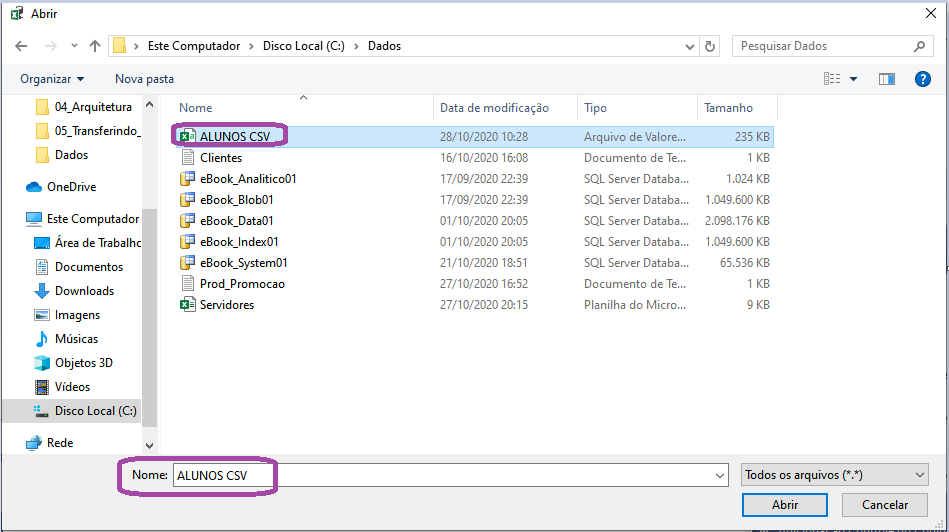 Abrir
Este Computador > Disco Local (C:) > Dados
Pesquisar Dados
Organizar
Nova pasta
04_Arquitetura
05_Transferindo_
Dados
OneDrive
Este Computador
Área de Trabalho
Documentos
Downloads
Imagens
Músicas
Objetos 3D
Vídeos
Disco Local (C:)
Rede
Nome Data de modificação Tipo Tamanho
ALUNOS CSV 28/10/2020 10:28 Arquivo de Valore... 235 KB
Clientes 16/10/2020 16:08 Documento de Te... 1 KB
eBook_Analitico01 17/09/2020 22:39 SQL Server Databa... 1.024 KB
eBook_Blob01 17/09/2020 22:39 SQL Server Databa... 1.049.600 KB
eBook_Data01 01/10/2020 20:05 SQL Server Databa... 2.098.176 KB
eBook_Index01 01/10/2020 20:05 SQL Server Databa... 1.049.600 KB
eBook_System01 21/10/2020 18:51 SQL Server Databa... 65.536 KB
Prod_Promocao 27/10/2020 16:52 Documento de Te... 1 KB
Servidores 27/10/2020 20:15 Planilha do Micro... 9 KB
Nome: ALUNOS CSV
Todos os arquivos (*.*)
Abrir
Cancelar